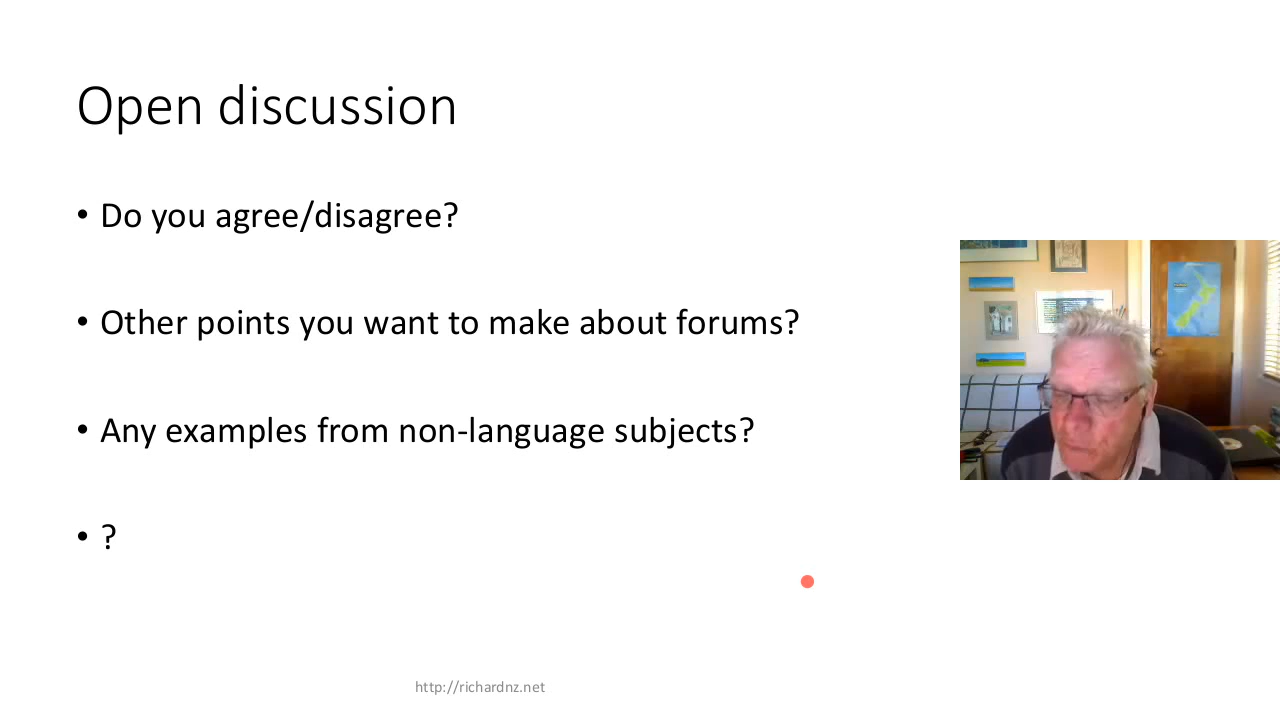 Open discussion
• Do you agree/disagree?
• Other points you want to make about forums?
• Any examples from non-language subjects?
• ?
http://richardnz.net